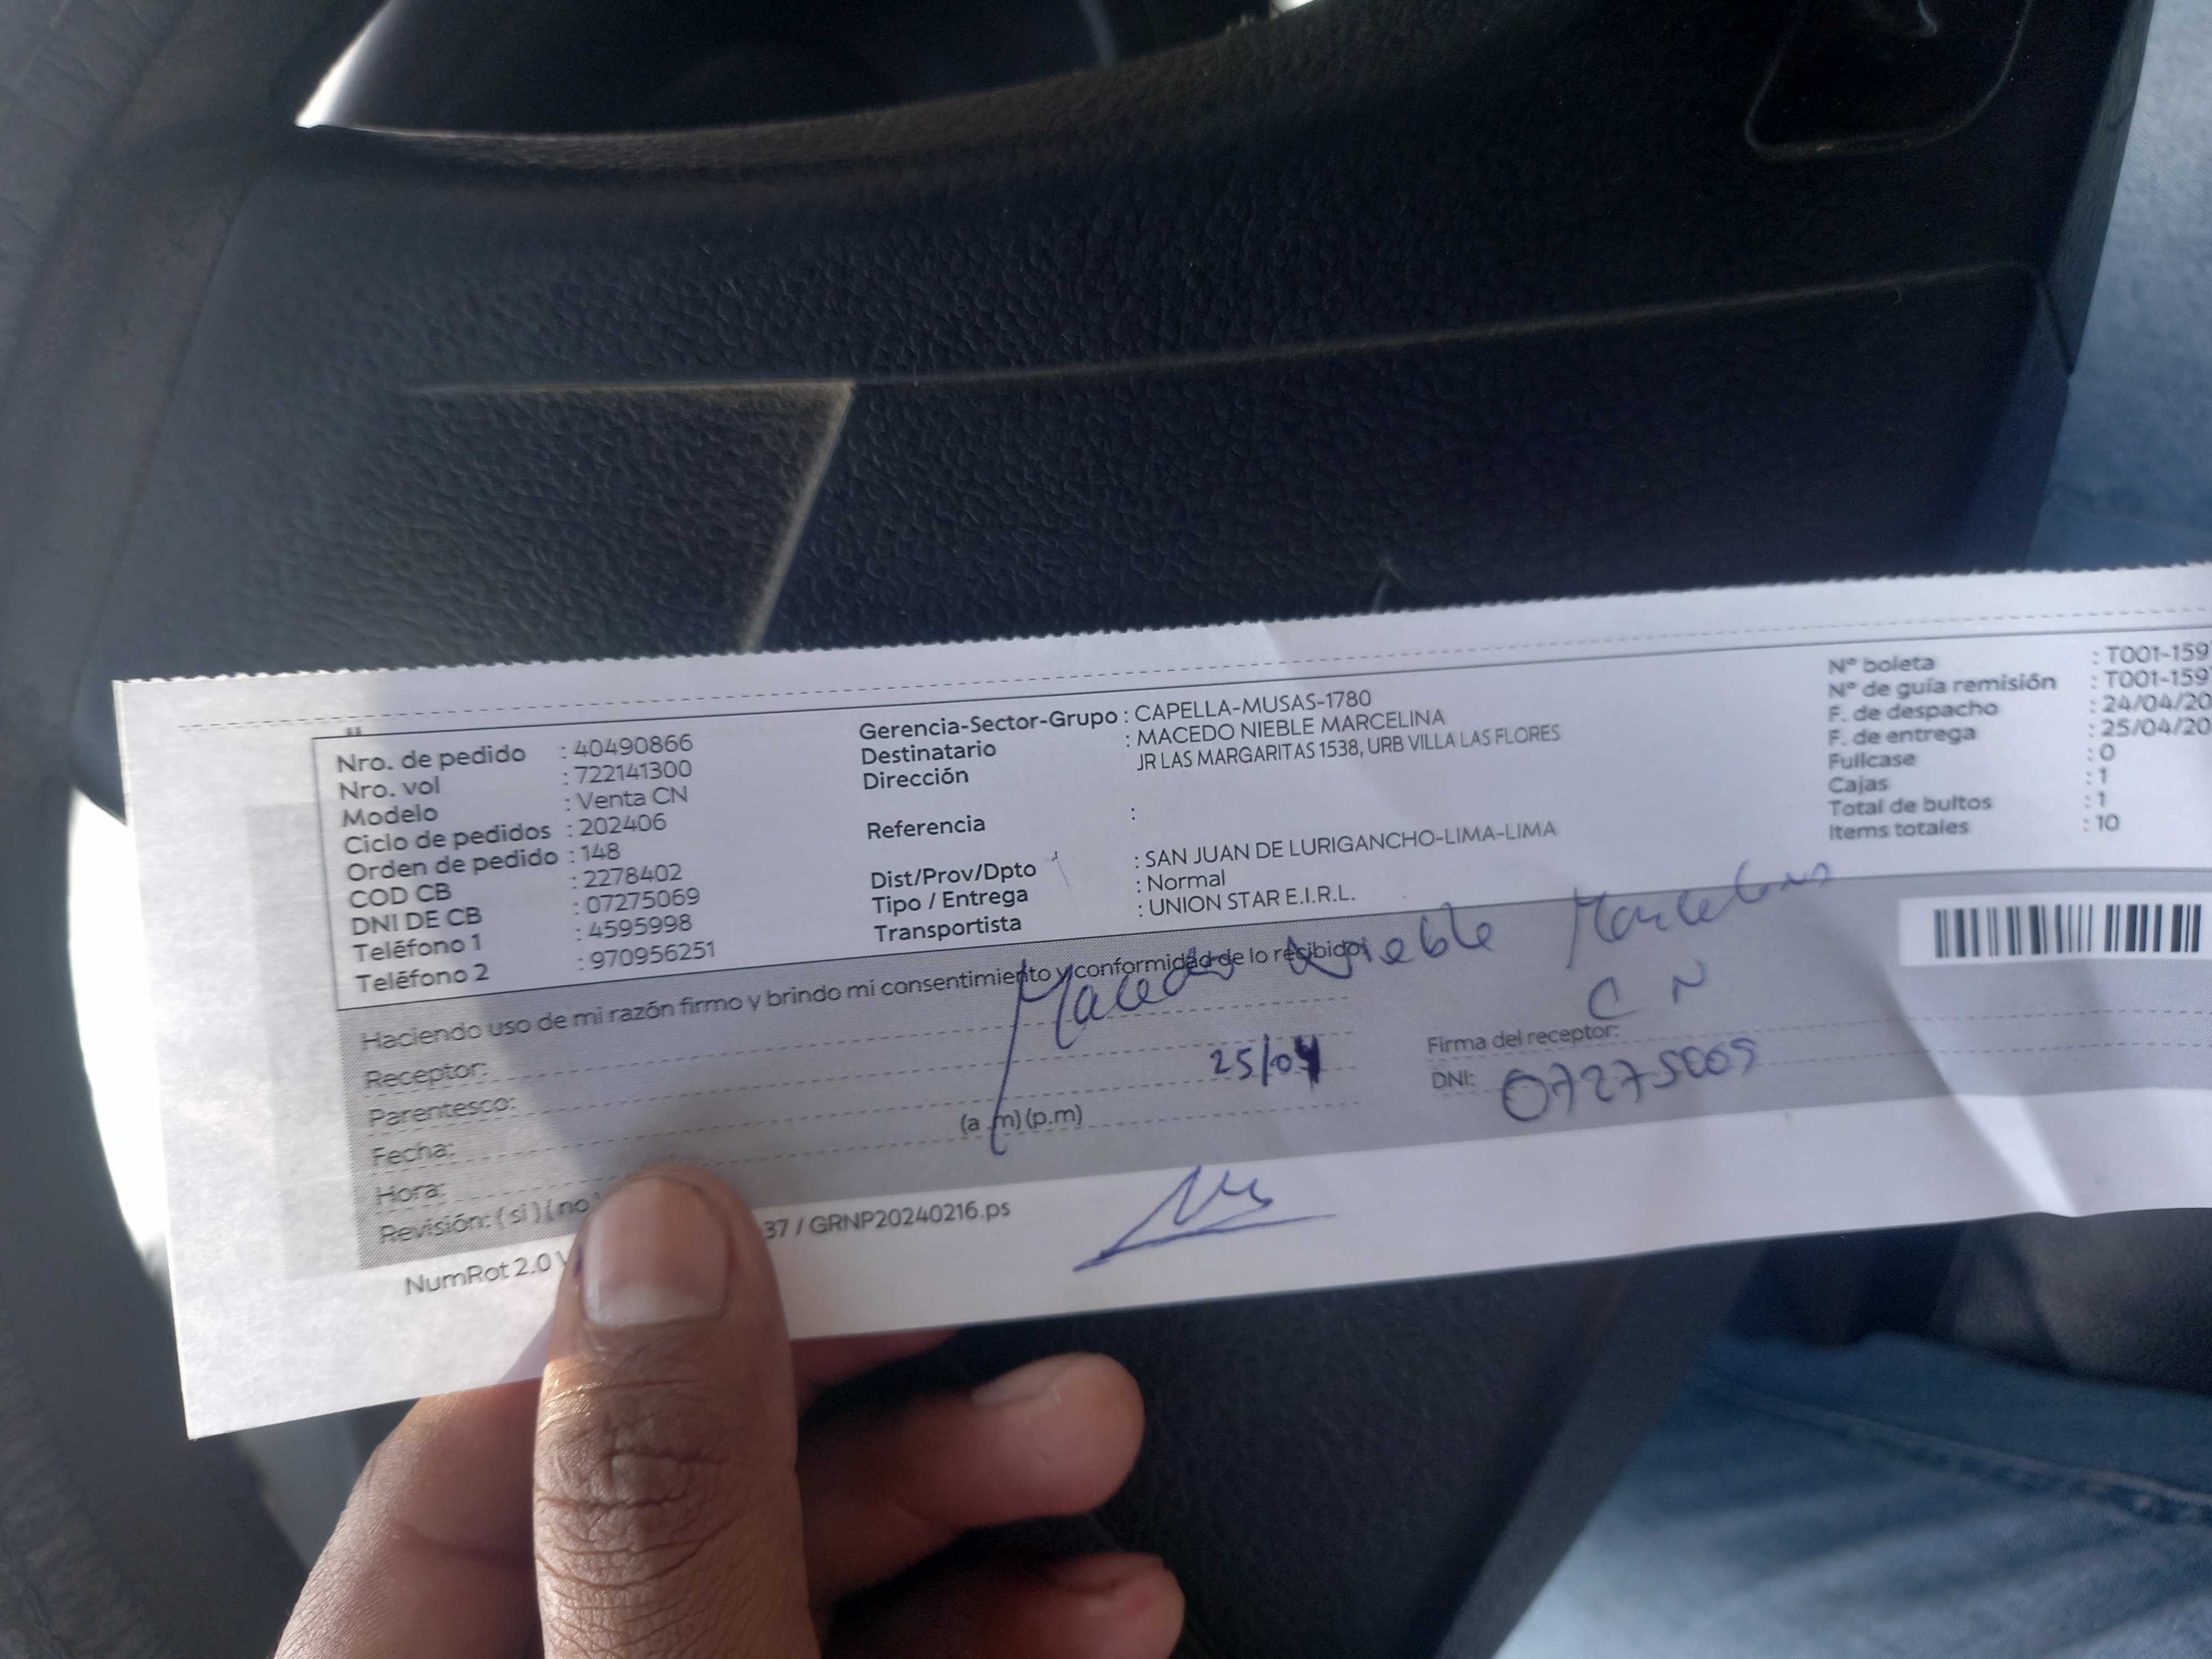 Nro. de pedido : 40490866
Nro. vol : 722141300
Modelo : Venta CN
Ciclo de pedidos : 202406
Orden de pedido : 148
COD CB : 2278402
DNI DE CB : 07275069
Teléfono 1 : 4595998
Teléfono 2 : 970956251
Gerencia-Sector-Grupo : CAPELLA-MUSAS-1780
Destinatario : MACEDO NIEBLE MARCELINA
Dirección JR LAS MARGARITAS 1538, URB VILLA LAS FLORES
Referencia :
Dist/Prov/Dpto : SAN JUAN DE LURIGANCHO-LIMA-LIMA
Tipo / Entrega : Normal
Transportista : UNION STAR E.I.R.L.
Nº boleta : T001-159
Nº de guía remisión : T001-159
F. de despacho : 24/04/20
F. de entrega : 25/04/20
Fullcase : 0
Cajas : 1
Total de bultos : 1
Items totales : 10
Haciendo uso de mi razón firmo y brindo mi consentimiento y conformidad de lo recibido:
Macedo Nieble Marcelina
C N
Receptor:
Parentesco:
25/04
Fecha:
Hora: (a.m) (p.m)
Revisión: ( si ) ( no
Firma del receptor:
DNI: 07275069
NumRot 2.0 37 / GRNP20240216.ps